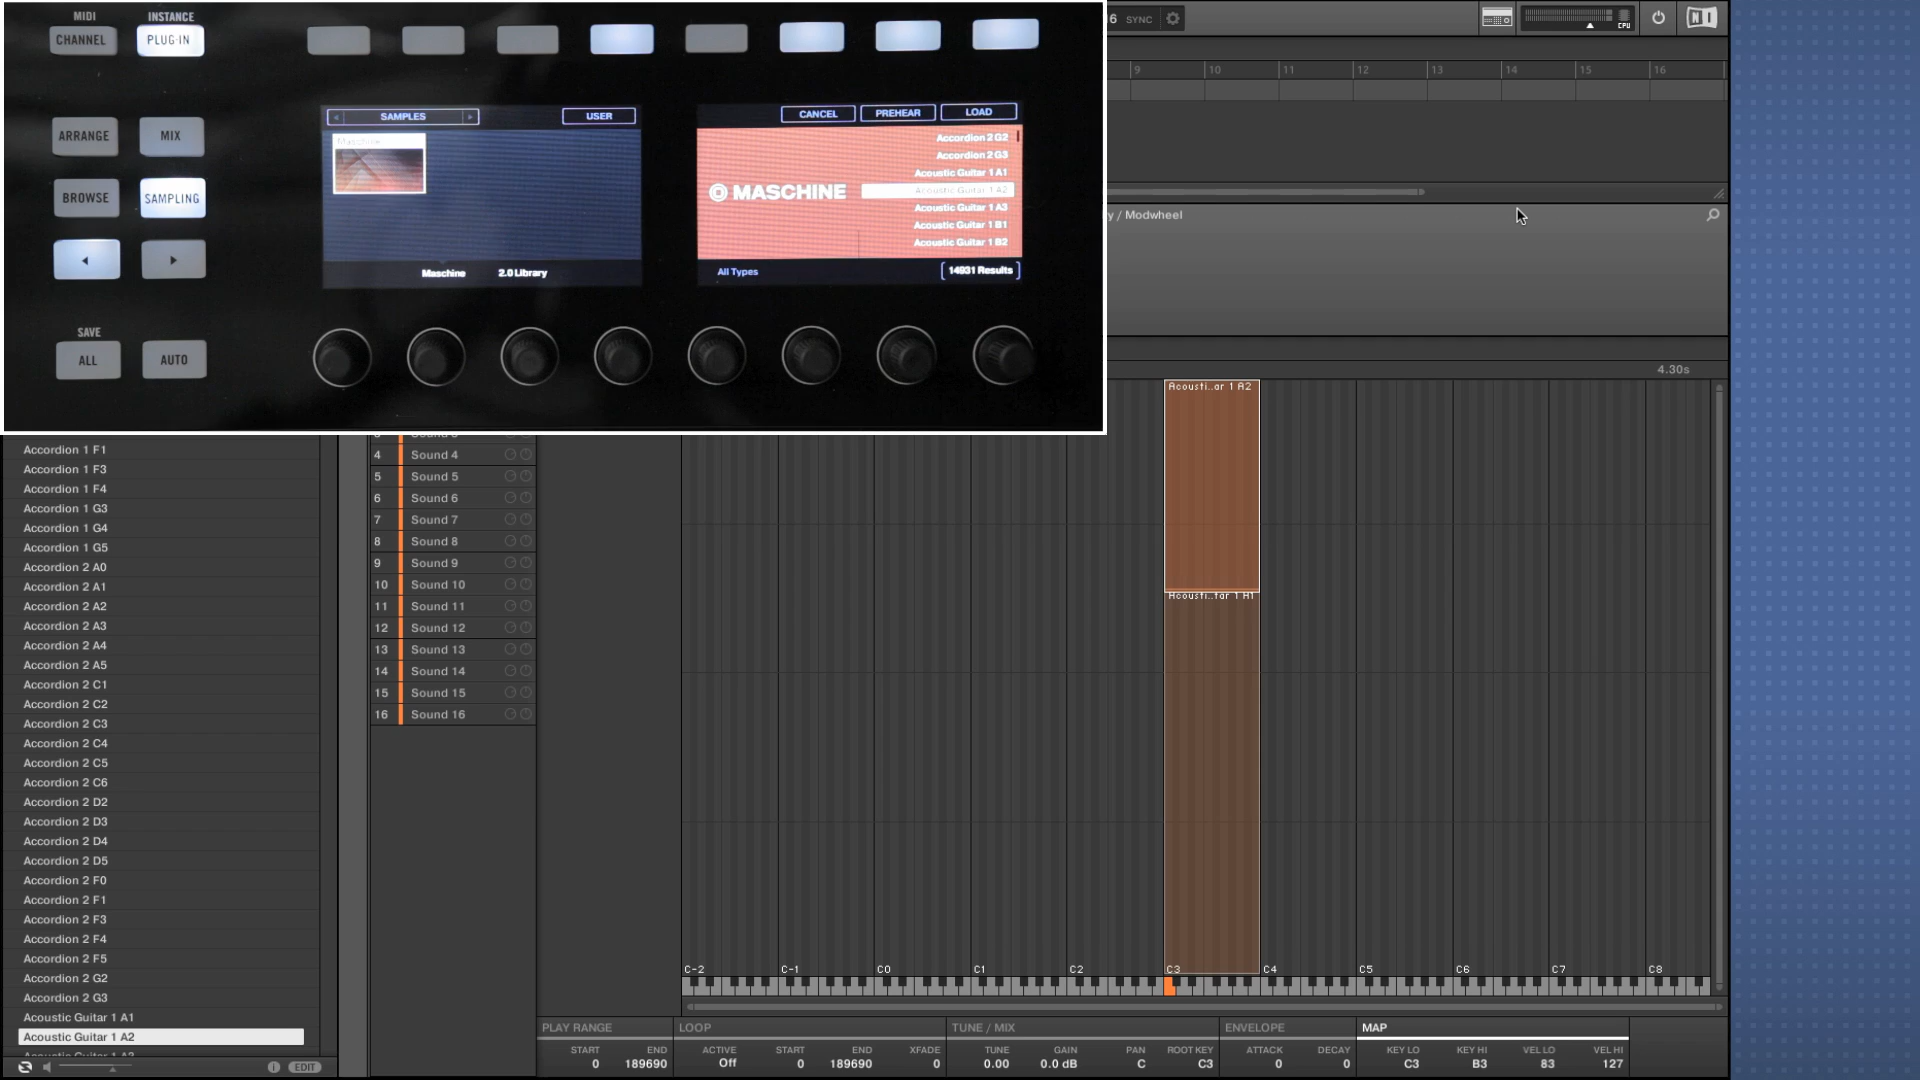 MIDI
INSTANCE
CHANNEL
PLUG-IN
ARRANGE
MIX
BROWSE
SAMPLING
SAVE
ALL
AUTO
SAMPLES
USER
Maschine
Maschine
2.0 Library
CANCEL
PREHEAR
LOAD
MASCHINE
Accordion 2 G2
Accordion 2 G3
Acoustic Guitar 1 A1
Acoustic Guitar 1 A2
Acoustic Guitar 1 A3
Acoustic Guitar 1 B1
Acoustic Guitar 1 B2
All Types
14931 Results
6 SYNC
CPU
9 10 11 12 13 14 15 16
y / Modwheel
4.30s
Accordion 1 F1
Accordion 1 F3
Accordion 1 F4
Accordion 1 G3
Accordion 1 G4
Accordion 1 G5
Accordion 2 A0
Accordion 2 A1
Accordion 2 A2
Accordion 2 A3
Accordion 2 A4
Accordion 2 A5
Accordion 2 C1
Accordion 2 C2
Accordion 2 C3
Accordion 2 C4
Accordion 2 C5
Accordion 2 C6
Accordion 2 D2
Accordion 2 D3
Accordion 2 D4
Accordion 2 D5
Accordion 2 F0
Accordion 2 F1
Accordion 2 F3
Accordion 2 F4
Accordion 2 F5
Accordion 2 G2
Accordion 2 G3
Acoustic Guitar 1 A1
Acoustic Guitar 1 A2
EDIT
4 Sound 4
5 Sound 5
6 Sound 6
7 Sound 7
8 Sound 8
9 Sound 9
10 Sound 10
11 Sound 11
12 Sound 12
13 Sound 13
14 Sound 14
15 Sound 15
16 Sound 16
Acousti..ar 1 A2
Acousti..tar 1 A1
C-2 C-1 C0 C1 C2 C3 C4 C5 C6 C7 C8
PLAY RANGE
START END
0 189690
LOOP
ACTIVE START END XFADE
Off 0 189690 0
TUNE / MIX
TUNE GAIN PAN ROOT KEY
0.00 0.0 dB C C3
ENVELOPE
ATTACK DECAY
0 0
MAP
KEY LO KEY HI VEL LO VEL HI
C3 B3 83 127